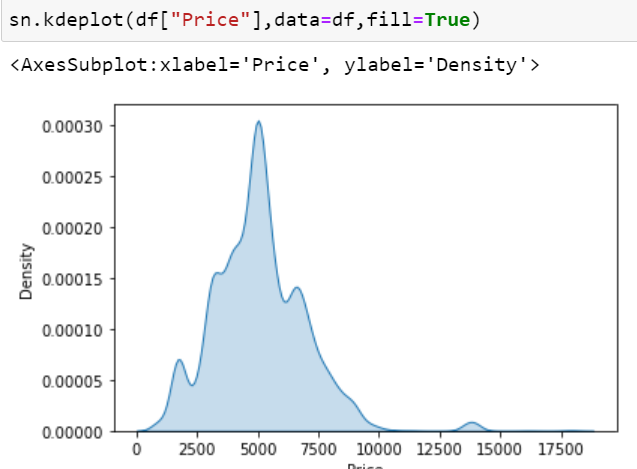 sn.kdeplot(df["Price"],data=df,fill=True)
<AxesSubplot:xlabel='Price', ylabel='Density'>
0.00030
0.00025
0.00020
0.00015
0.00010
0.00005
0.00000
Density
0 2500 5000 7500 10000 12500 15000 17500
Price